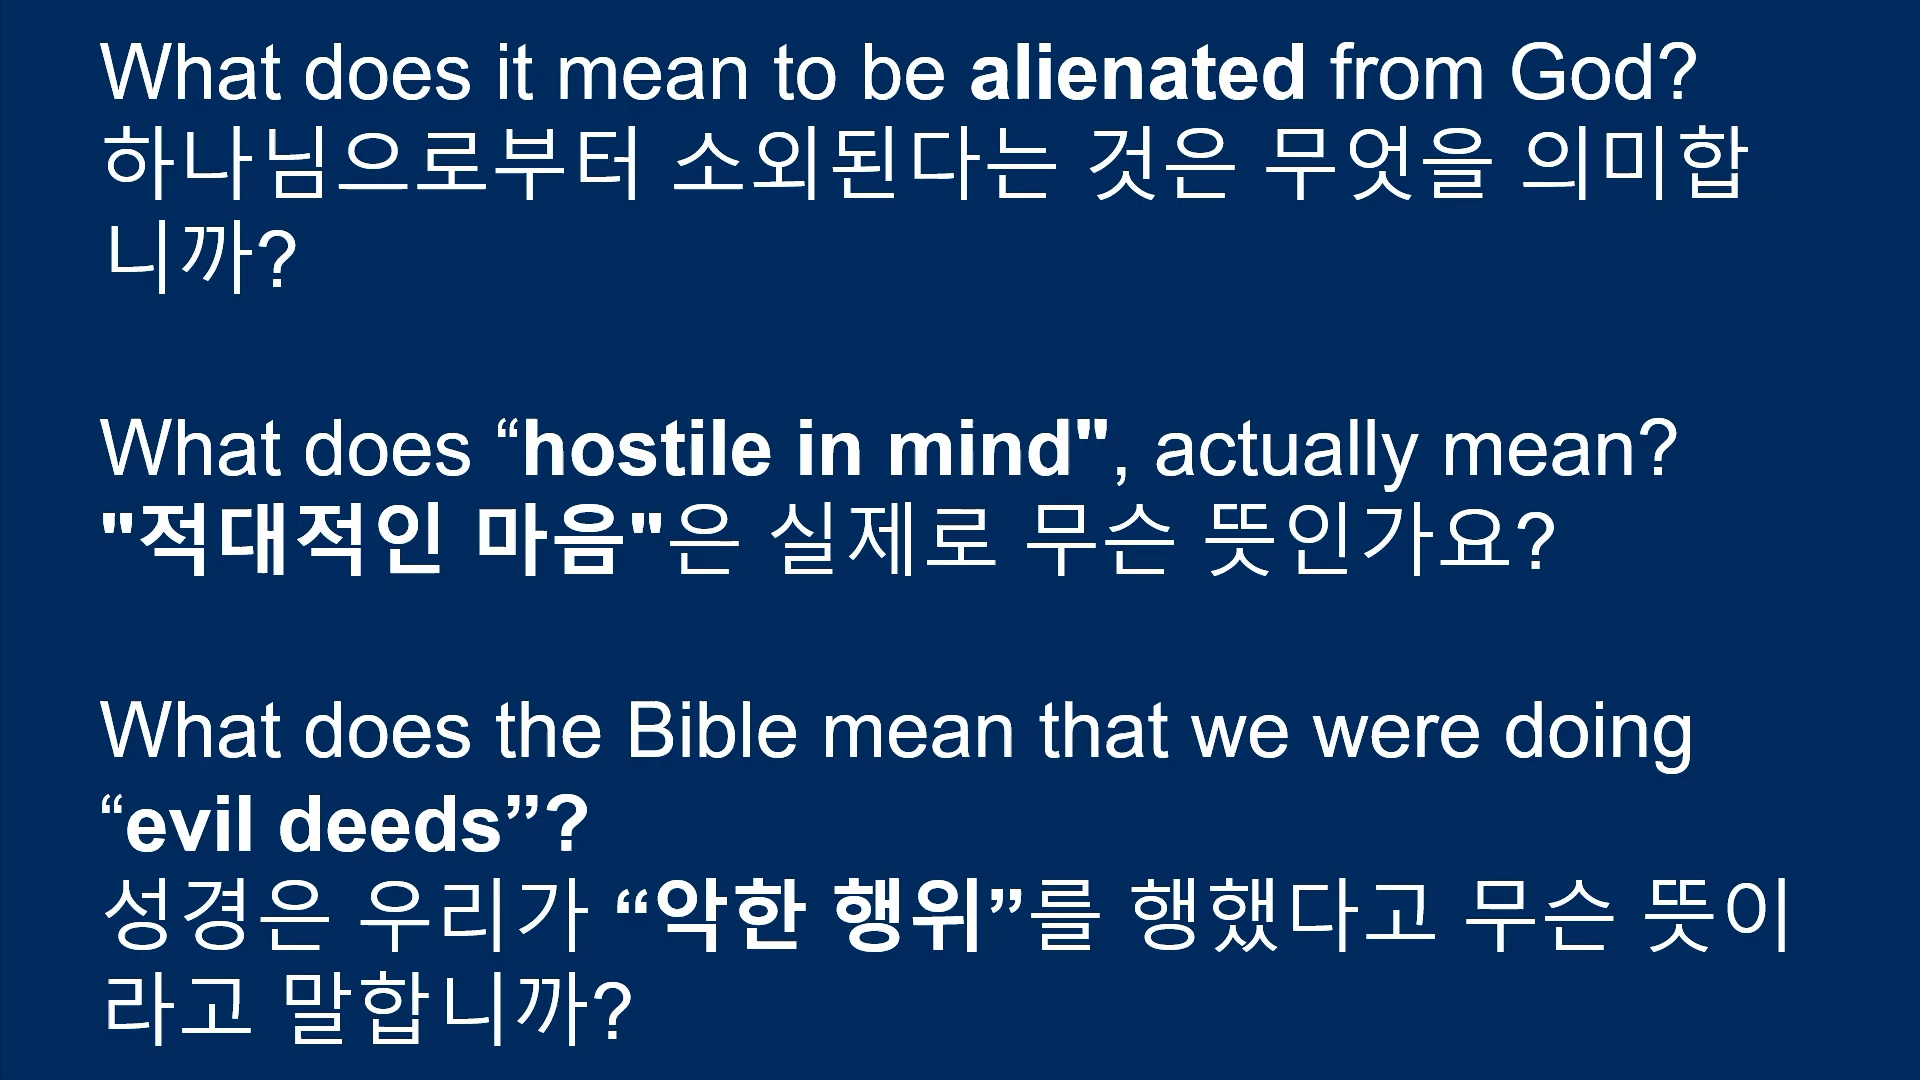 What does it mean to be alienated from God?
하나님으로부터 소외된다는 것은 무엇을 의미합
니까?
What does “hostile in mind", actually mean?
"적대적인 마음"은 실제로 무슨 뜻인가요?
What does the Bible mean that we were doing
“evil deeds”?
성경은 우리가 “악한 행위”를 행했다고 무슨 뜻이
라고 말합니까?